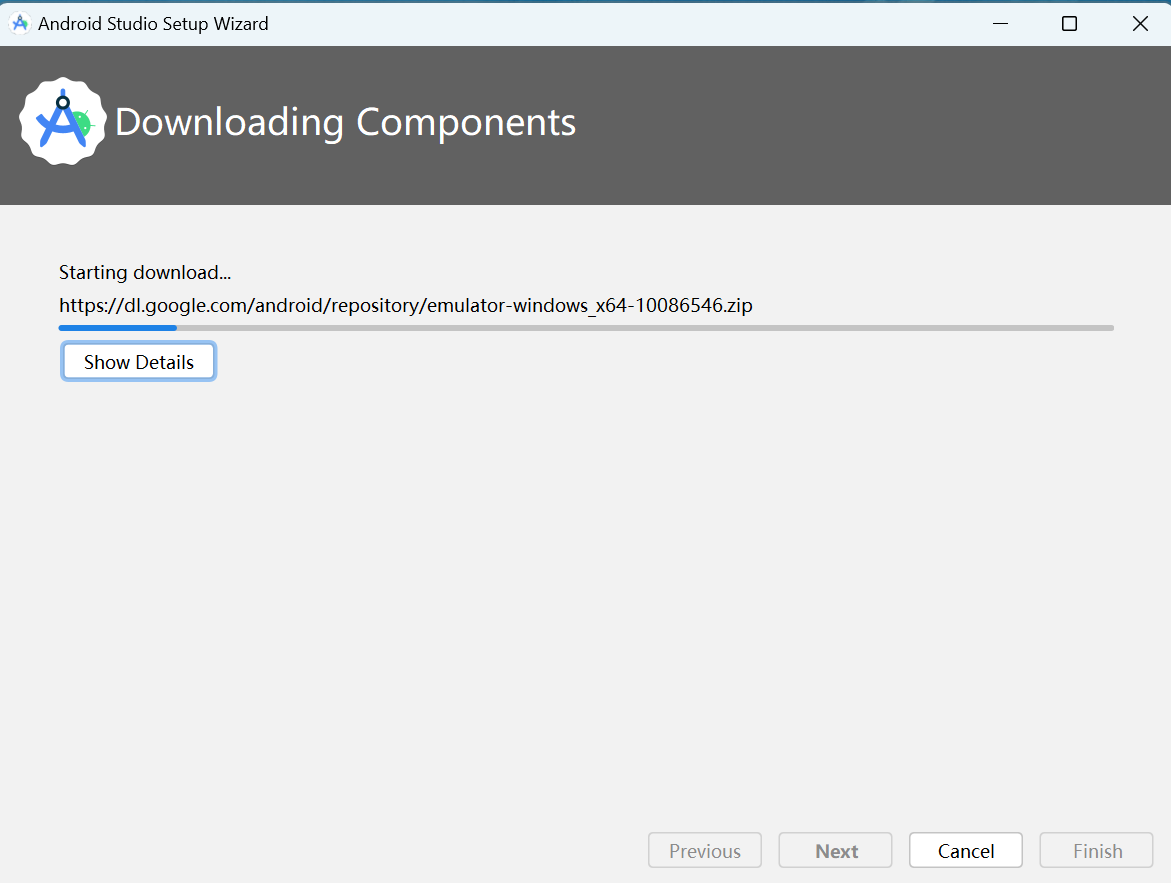 Android Studio Setup Wizard
Downloading Components
Starting download...
https://dl.google.com/android/repository/emulator-windows_x64-10086546.zip
Show Details
Previous
Next
Cancel
Finish